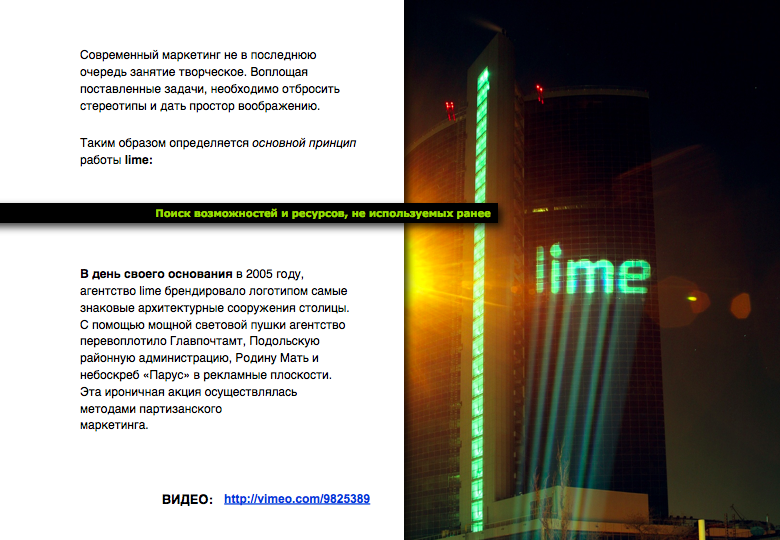 Современный маркетинг не в последнюю
очередь занятие творческое. Воплощая
поставленные задачи, необходимо отбросить
стереотипы и дать простор воображению.
Таким образом определяется основной принцип
работы lime:
Поиск возможностей и ресурсов, не используемых ранее
lime
В день своего основания в 2005 году,
агентство lime брендировало логотипом самые
знаковые архитектурные сооружения столицы.
С помощью мощной световой пушки агентство
перевоплотило Главпочтамт, Подольскую
районную администрацию, Родину Мать и
небоскреб «Парус» в рекламные плоскости.
Эта ироничная акция осуществлялась
методами партизанского
маркетинга.
ВИДЕО: http://vimeo.com/9825389